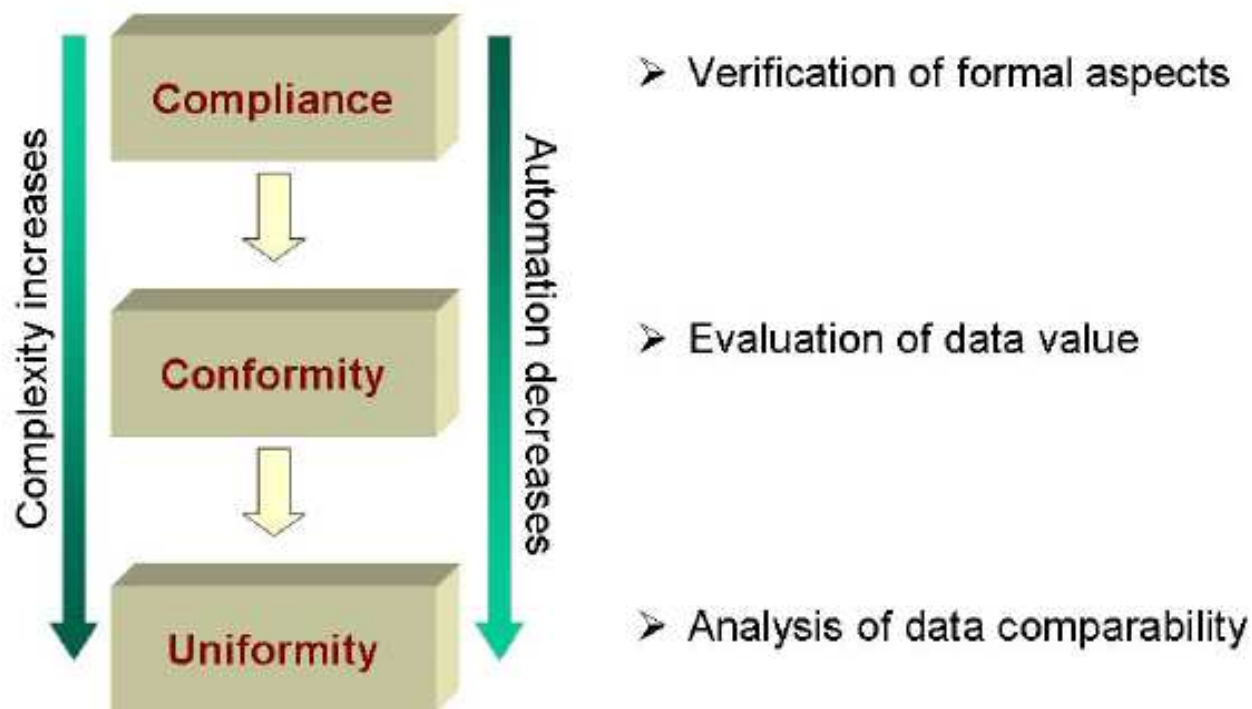 Complexity increases
Compliance
Automation decreases
➢ Verification of formal aspects
Conformity
➢ Evaluation of data value
Uniformity
➢ Analysis of data comparability